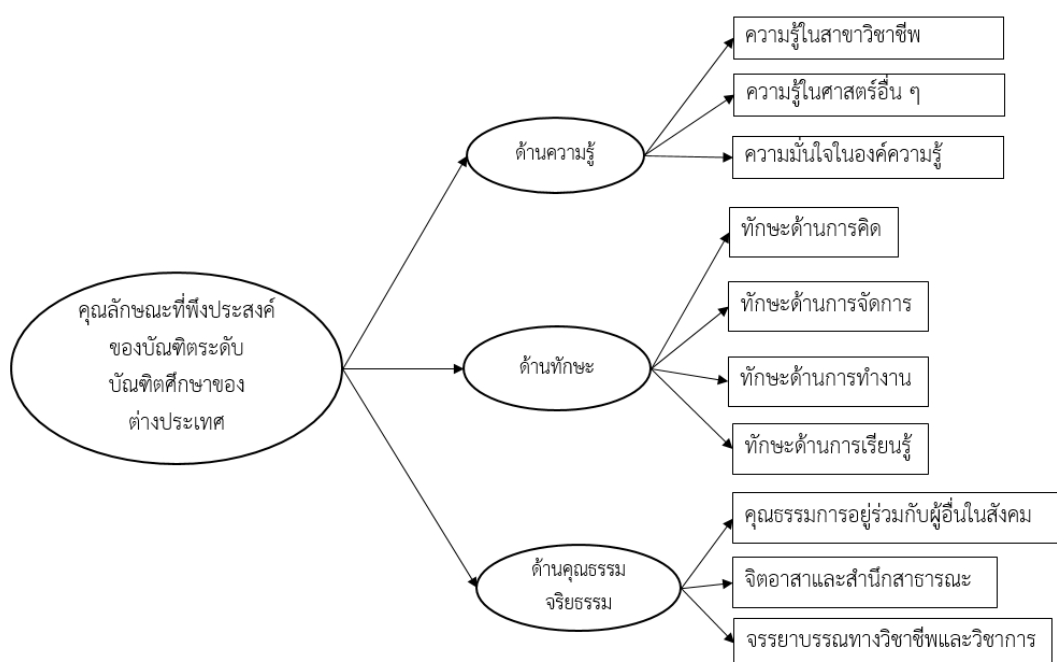 คุณลักษณะที่พึงประสงค์
ของบัณฑิตระดับ
บัณฑิตศึกษาของ
ต่างประเทศ
ด้านความรู้
ความรู้ในสาขาวิชาชีพ
ความรู้ในศาสตร์อื่น ๆ
ความมั่นใจในองค์ความรู้
ด้านทักษะ
ทักษะด้านการคิด
ทักษะด้านการจัดการ
ทักษะด้านการทำงาน
ทักษะด้านการเรียนรู้
ด้านคุณธรรม
จริยธรรม
คุณธรรมการอยู่ร่วมกับผู้อื่นในสังคม
จิตอาสาและสำนึกสาธารณะ
จรรยาบรรณทางวิชาชีพและวิชาการ